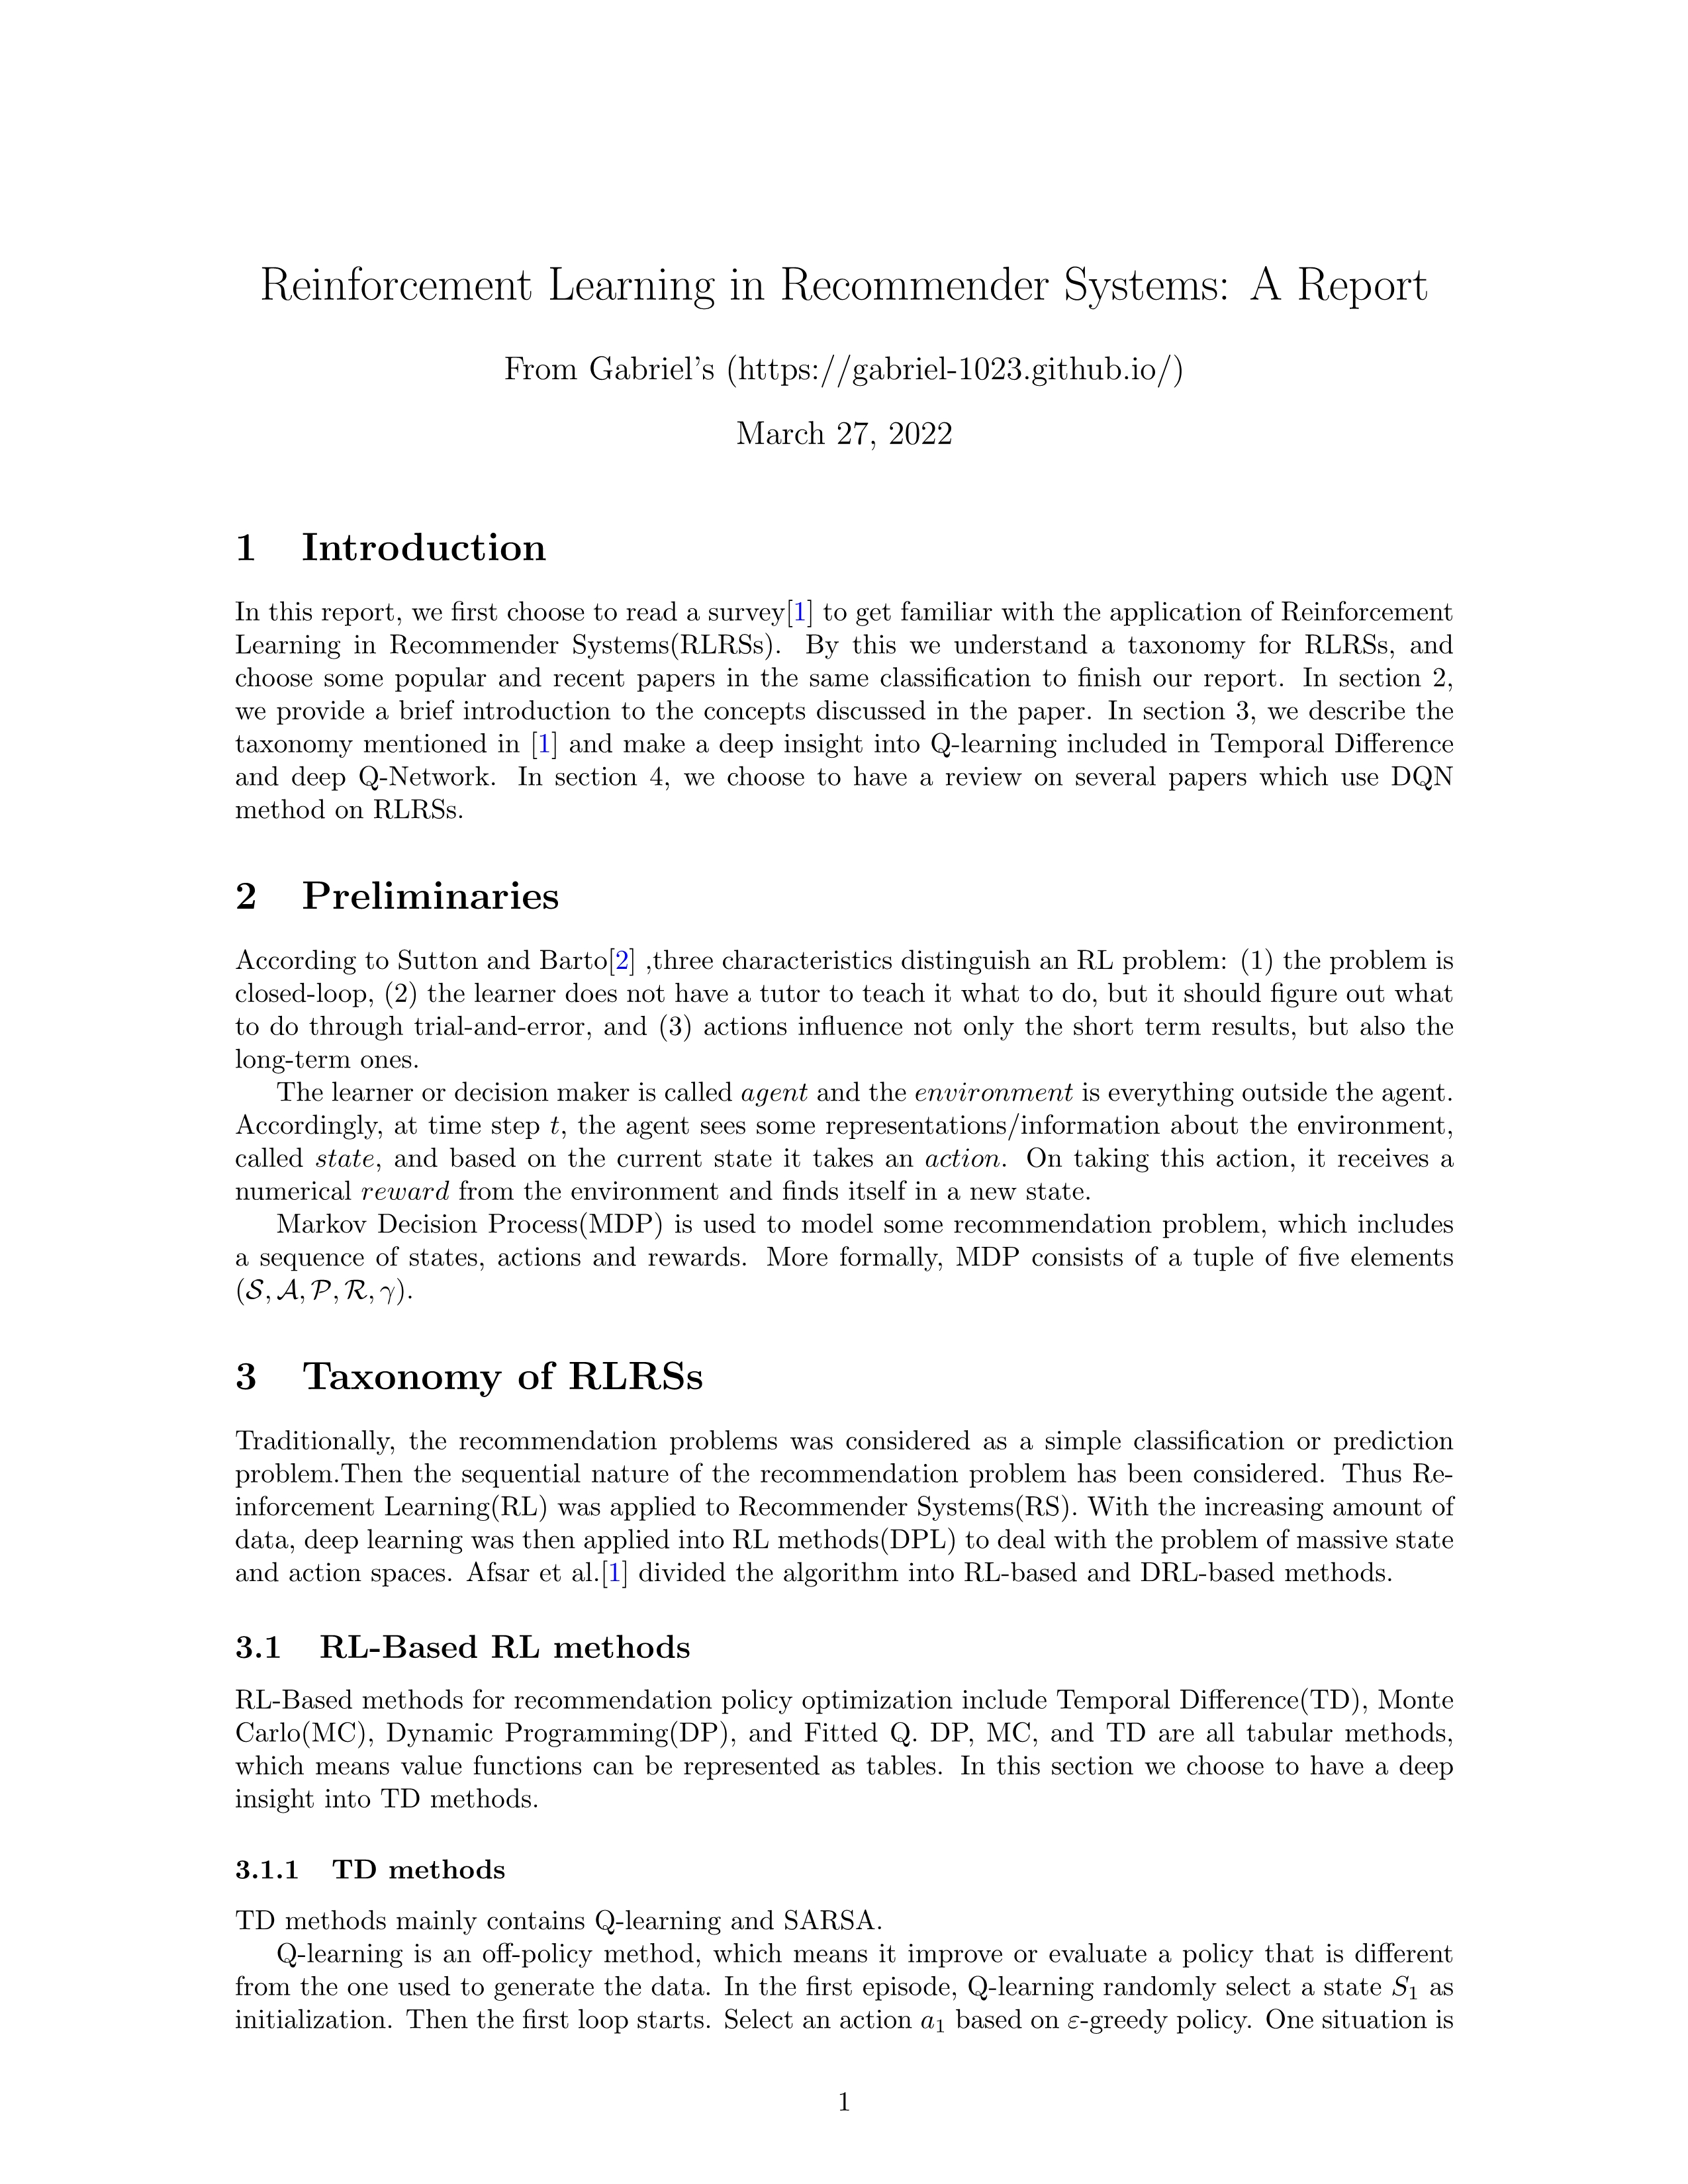 Reinforcement Learning in Recommender Systems: A Report
From Gabriel's (https://gabriel-1023.github.io/)
March 27, 2022
1 Introduction
In this report, we first choose to read a survey[1] to get familiar with the application of Reinforcement
Learning in Recommender Systems(RLRSs). By this we understand a taxonomy for RLRSs, and
choose some popular and recent papers in the same classification to finish our report. In section 2,
we provide a brief introduction to the concepts discussed in the paper. In section 3, we describe the
taxonomy mentioned in [1] and make a deep insight into Q-learning included in Temporal Difference
and deep Q-Network. In section 4, we choose to have a review on several papers which use DQN
method on RLRSs.
2 Preliminaries
According to Sutton and Barto[2] ,three characteristics distinguish an RL problem: (1) the problem is
closed-loop, (2) the learner does not have a tutor to teach it what to do, but it should figure out what
to do through trial-and-error, and (3) actions influence not only the short term results, but also the
long-term ones.
The learner or decision maker is called agent and the environment is everything outside the agent.
Accordingly, at time step t, the agent sees some representations/information about the environment,
called state, and based on the current state it takes an action. On taking this action, it receives a
numerical reward from the environment and finds itself in a new state.
Markov Decision Process(MDP) is used to model some recommendation problem, which includes
a sequence of states, actions and rewards. More formally, MDP consists of a tuple of five elements
(𝒮, 𝒜, 𝒫, ℛ, γ).
3 Taxonomy of RLRSs
Traditionally, the recommendation problems was considered as a simple classification or prediction
problem.Then the sequential nature of the recommendation problem has been considered. Thus Re-
inforcement Learning(RL) was applied to Recommender Systems(RS). With the increasing amount of
data, deep learning was then applied into RL methods(DPL) to deal with the problem of massive state
and action spaces. Afsar et al.[1] divided the algorithm into RL-based and DRL-based methods.
3.1 RL-Based RL methods
RL-Based methods for recommendation policy optimization include Temporal Difference(TD), Monte
Carlo(MC), Dynamic Programming(DP), and Fitted Q. DP, MC, and TD are all tabular methods,
which means value functions can be represented as tables. In this section we choose to have a deep
insight into TD methods.
3.1.1 TD methods
TD methods mainly contains Q-learning and SARSA.
Q-learning is an off-policy method, which means it improve or evaluate a policy that is different
from the one used to generate the data. In the first episode, Q-learning randomly select a state S₁ as
initialization. Then the first loop starts. Select an action a₁ based on ε-greedy policy. One situation is
1